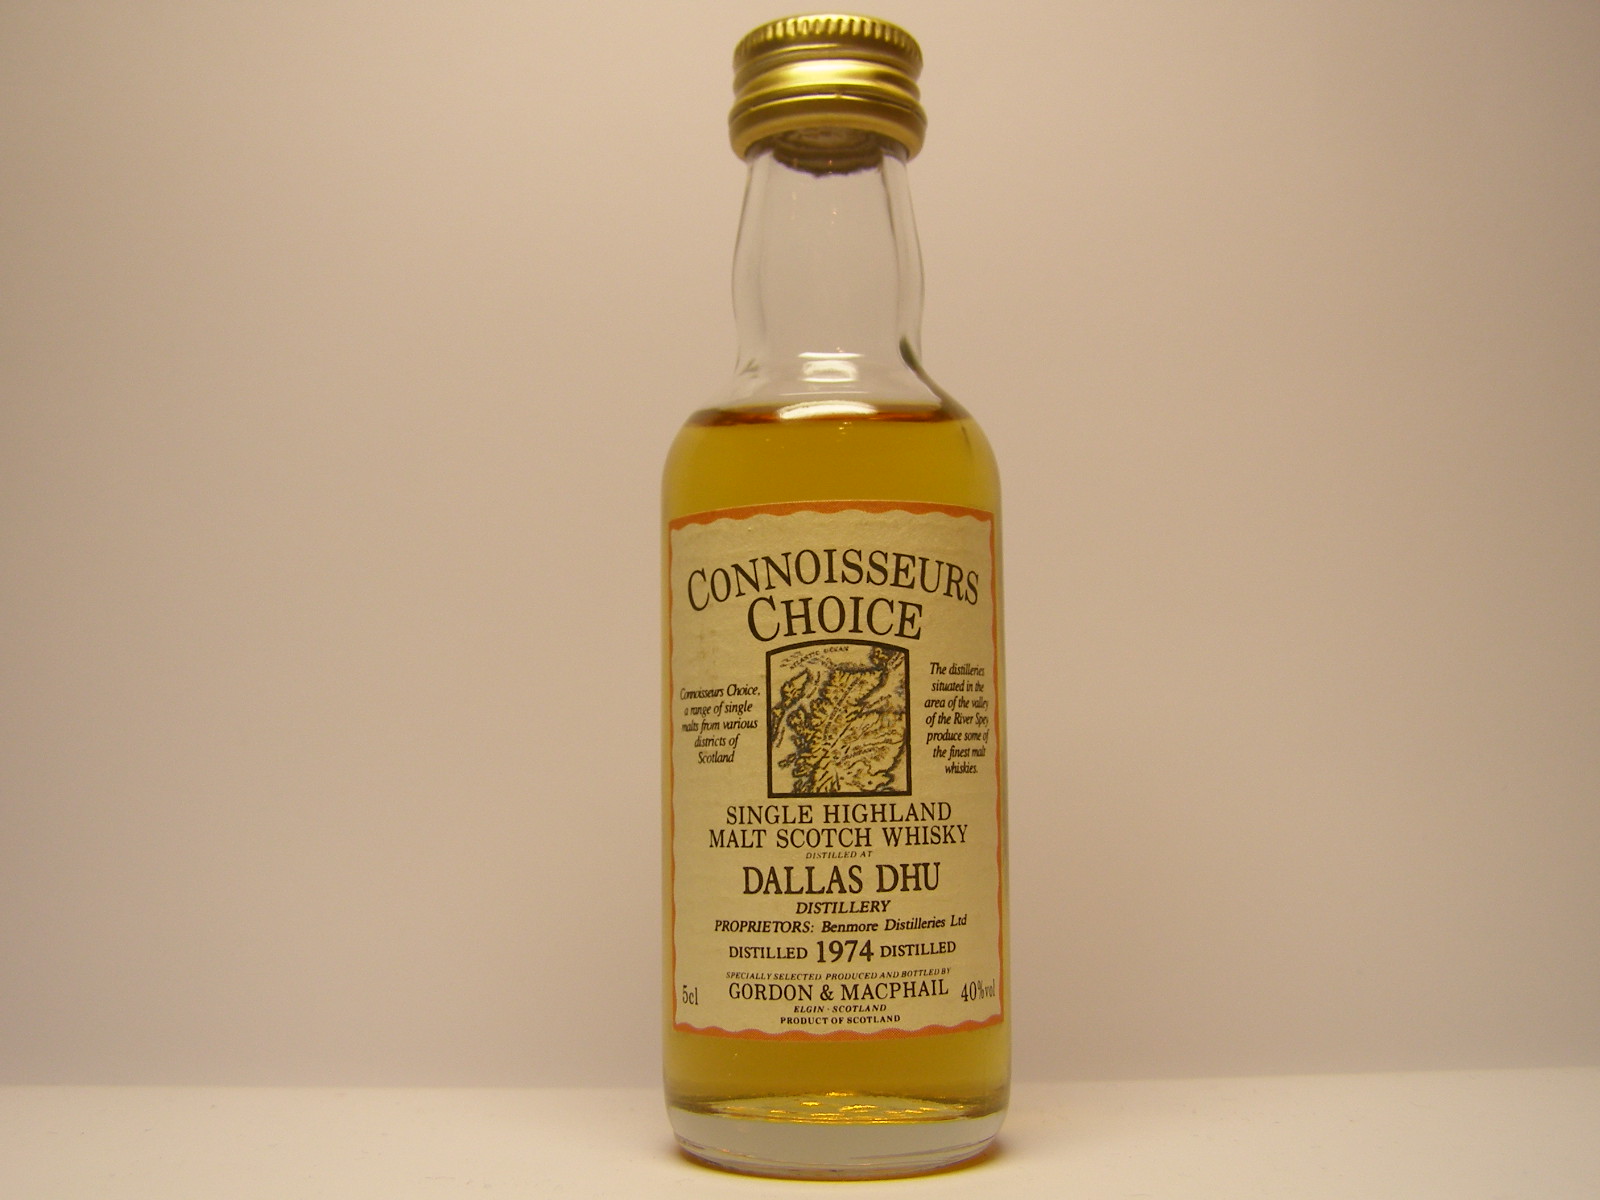 CONNOISSEURS
CHOICE
ATLANTIC OCEAN
Connoisseurs Choice,
a range of single
malts from various
districts of
Scotland
The distilleries
situated in the
area of the valley
of the River Spey
produce some of
the finest malt
whiskies.
SINGLE HIGHLAND
MALT SCOTCH WHISKY
DISTILLED AT
DALLAS DHU
DISTILLERY
PROPRIETORS: Benmore Distilleries Ltd
DISTILLED 1974 DISTILLED
SPECIALLY SELECTED PRODUCED AND BOTTLED BY
5cl GORDON & MACPHAIL 40%vol
ELGIN · SCOTLAND
PRODUCT OF SCOTLAND